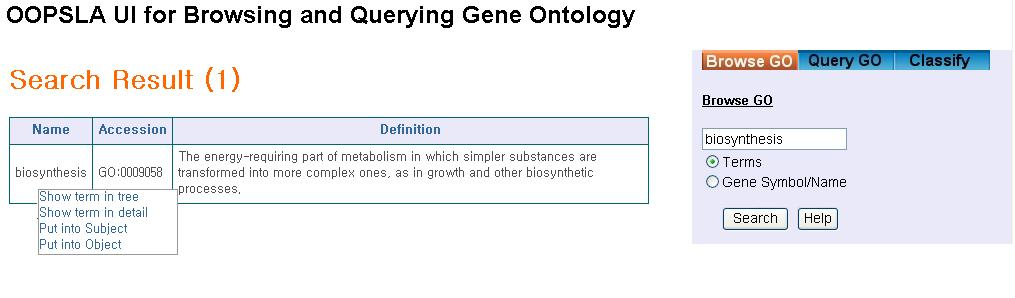 OOPSLA UI for Browsing and Querying Gene Ontology
Search Result (1)
Name Accession Definition
biosynthesis GO:0009058 The energy-requiring part of metabolism in which simpler substances are
transformed into more complex ones, as in growth and other biosynthetic
processes.
Show term in tree
Show term in detail
Put into Subject
Put into Object
Browse GO Query GO Classify
Browse GO
biosynthesis
Terms
Gene Symbol/Name
Search Help